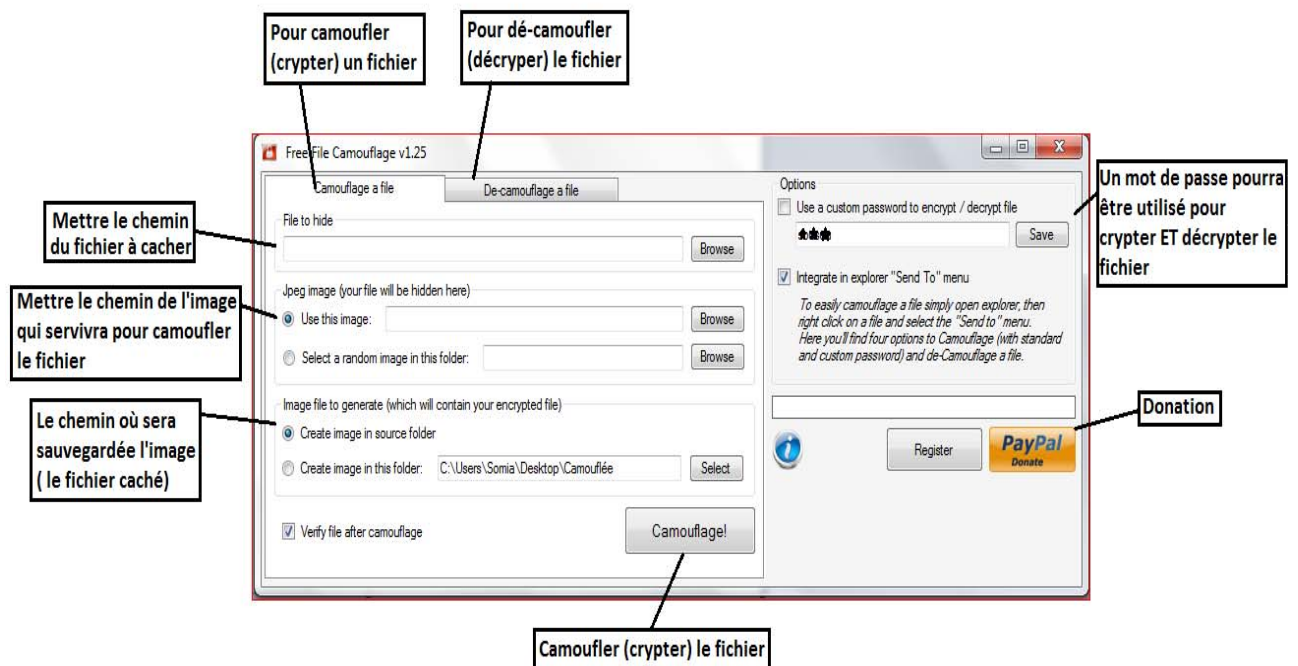 Pour camoufler
(crypter) un fichier
Pour dé-camoufler
(décryper) le fichier
Free File Camouflage v1.25
Camouflage a file
De-camouflage a file
Mettre le chemin
du fichier à cacher
File to hide
Browse
Mettre le chemin de l'image
qui servivra pour camoufler
le fichier
Jpeg image (your file will be hidden here)
Use this image:
Browse
Select a random image in this folder:
Browse
Le chemin où sera
sauvegardée l'image
( le fichier caché)
Image file to generate (which will contain your encrypted file)
Create image in source folder
Create image in this folder:
C:\Users\Somia\Desktop\Camouflée
Select
Verify file after camouflage
Camouflage!
Options
Use a custom password to encrypt / decrypt file
Save
Integrate in explorer "Send To" menu
To easily camouflage a file simply open explorer, then
right click on a file and select the "Send to" menu.
Here you'll find four options to Camouflage (with standard
and custom password) and de-Camouflage a file.
Register
PayPal
Donate
Un mot de passe pourra
être utilisé pour
crypter ET décrypter le
fichier
Donation
Camoufler (crypter) le fichier